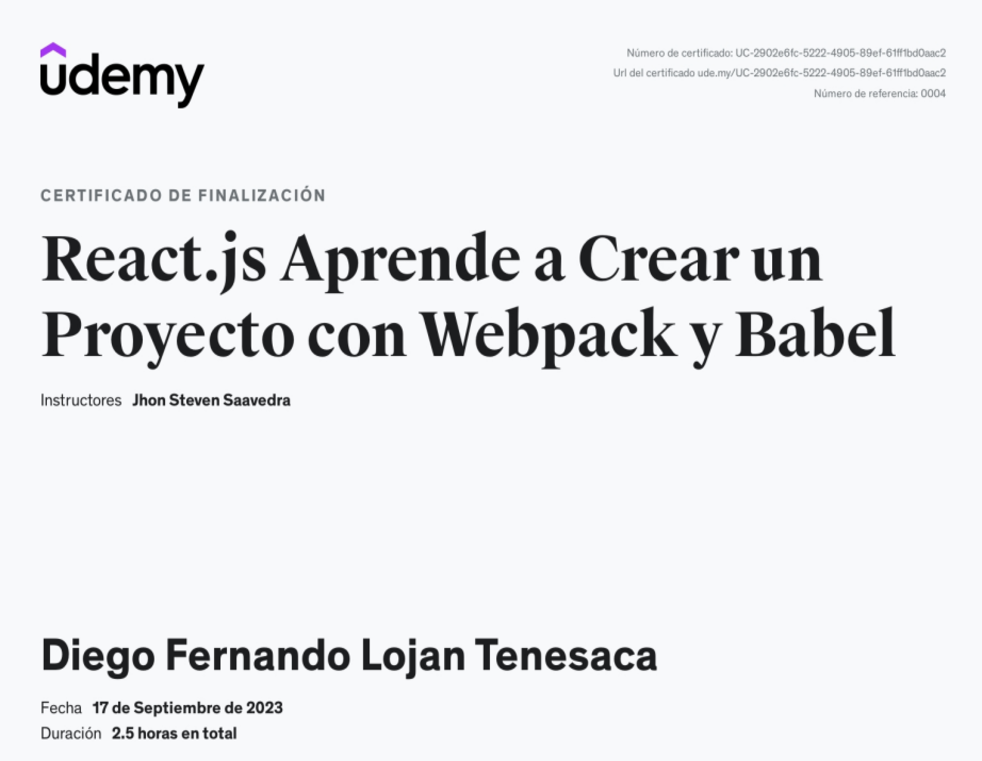 udemy
Número de certificado: UC-2902e6fc-5222-4905-89ef-61ff1bd0aac2
Url del certificado ude.my/UC-2902e6fc-5222-4905-89ef-61ff1bd0aac2
Número de referencia: 0004
CERTIFICADO DE FINALIZACIÓN
React.js Aprende a Crear un
Proyecto con Webpack y Babel
Instructores Jhon Steven Saavedra
Diego Fernando Lojan Tenesaca
Fecha 17 de Septiembre de 2023
Duración 2.5 horas en total